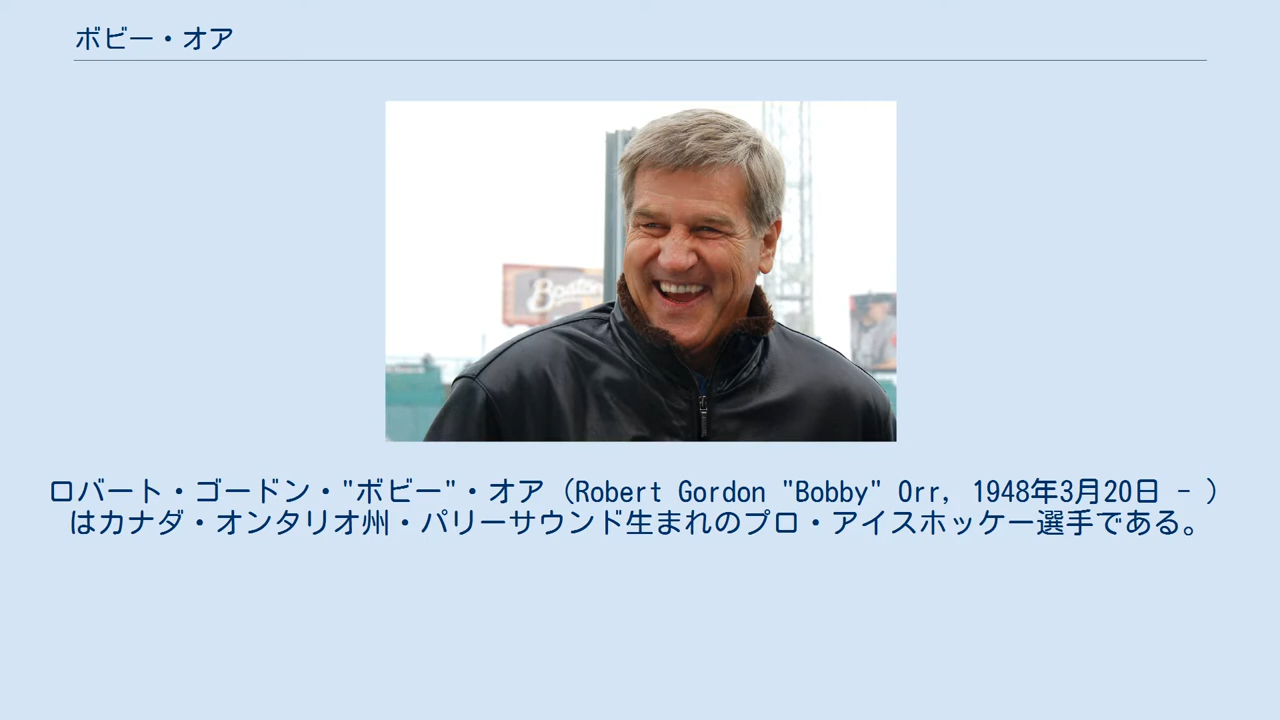 ボビー・オア
Boston
ロバート・ゴードン・"ボビー"・オア（Robert Gordon "Bobby" Orr, 1948年3月20日 - ）
はカナダ・オンタリオ州・パリーサウンド生まれのプロ・アイスホッケー選手である。